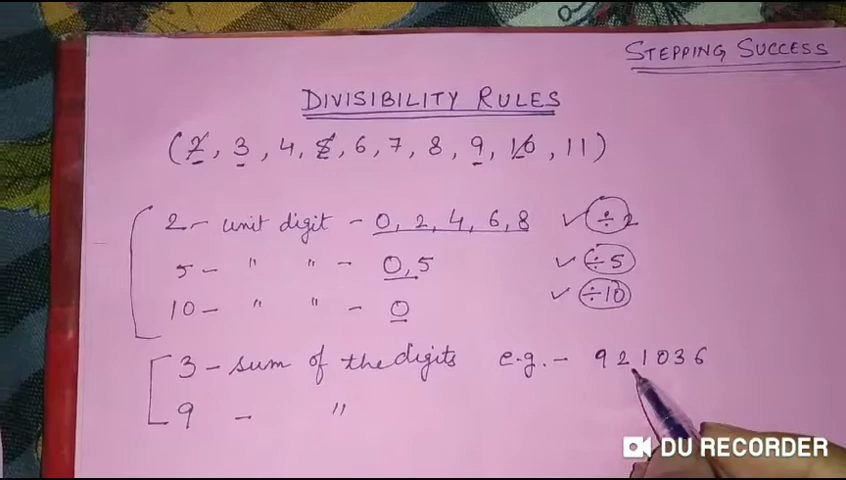 STEPPING SUCCESS
DIVISIBILITY RULES
(2, 3, 4, 5, 6, 7, 8, 9, 10, 11)
2 - unit digit - 0, 2, 4, 6, 8 ✓ ÷ 2
5 - " " - 0, 5 ✓ ÷ 5
10 - " " - 0 ✓ ÷ 10
3 - sum of the digits e.g. - 921036
9 - "
DU RECORDER